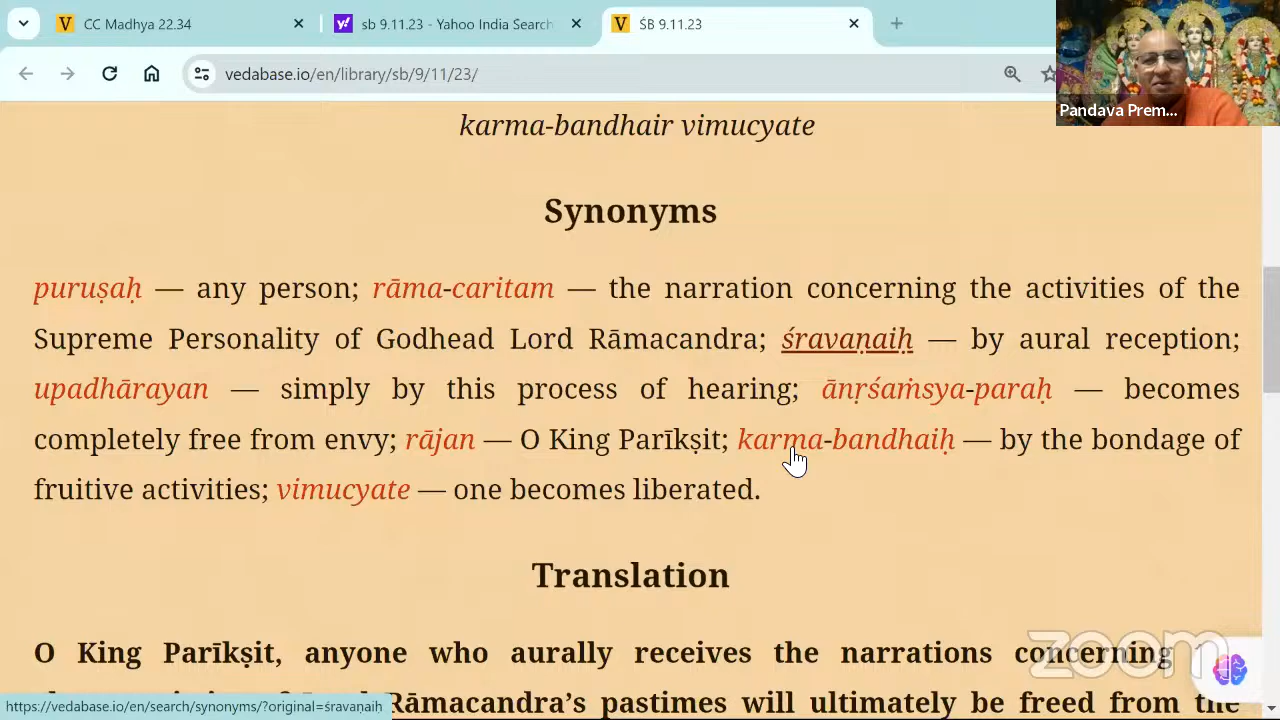 CC Madhya 22.34
sb 9.11.23 - Yahoo India Search
ŚB 9.11.23
vedabase.io/en/library/sb/9/11/23/
Pandava Prem...
karma-bandhair vimucyate
Synonyms
puruṣaḥ — any person; rāma-caritam — the narration concerning the activities of the
Supreme Personality of Godhead Lord Rāmacandra; śravaṇaiḥ — by aural reception;
upadhārayan — simply by this process of hearing; ānṛśaṁsya-paraḥ — becomes
completely free from envy; rājan — O King Parīkṣit; karma-bandhaiḥ — by the bondage of
fruitive activities; vimucyate — one becomes liberated.
Translation
O King Parīkṣit, anyone who aurally receives the narrations concerning
Rāmacandra’s pastimes will ultimately be freed from the
zoom
https://vedabase.io/en/search/synonyms/?original=śravaṇaiḥ